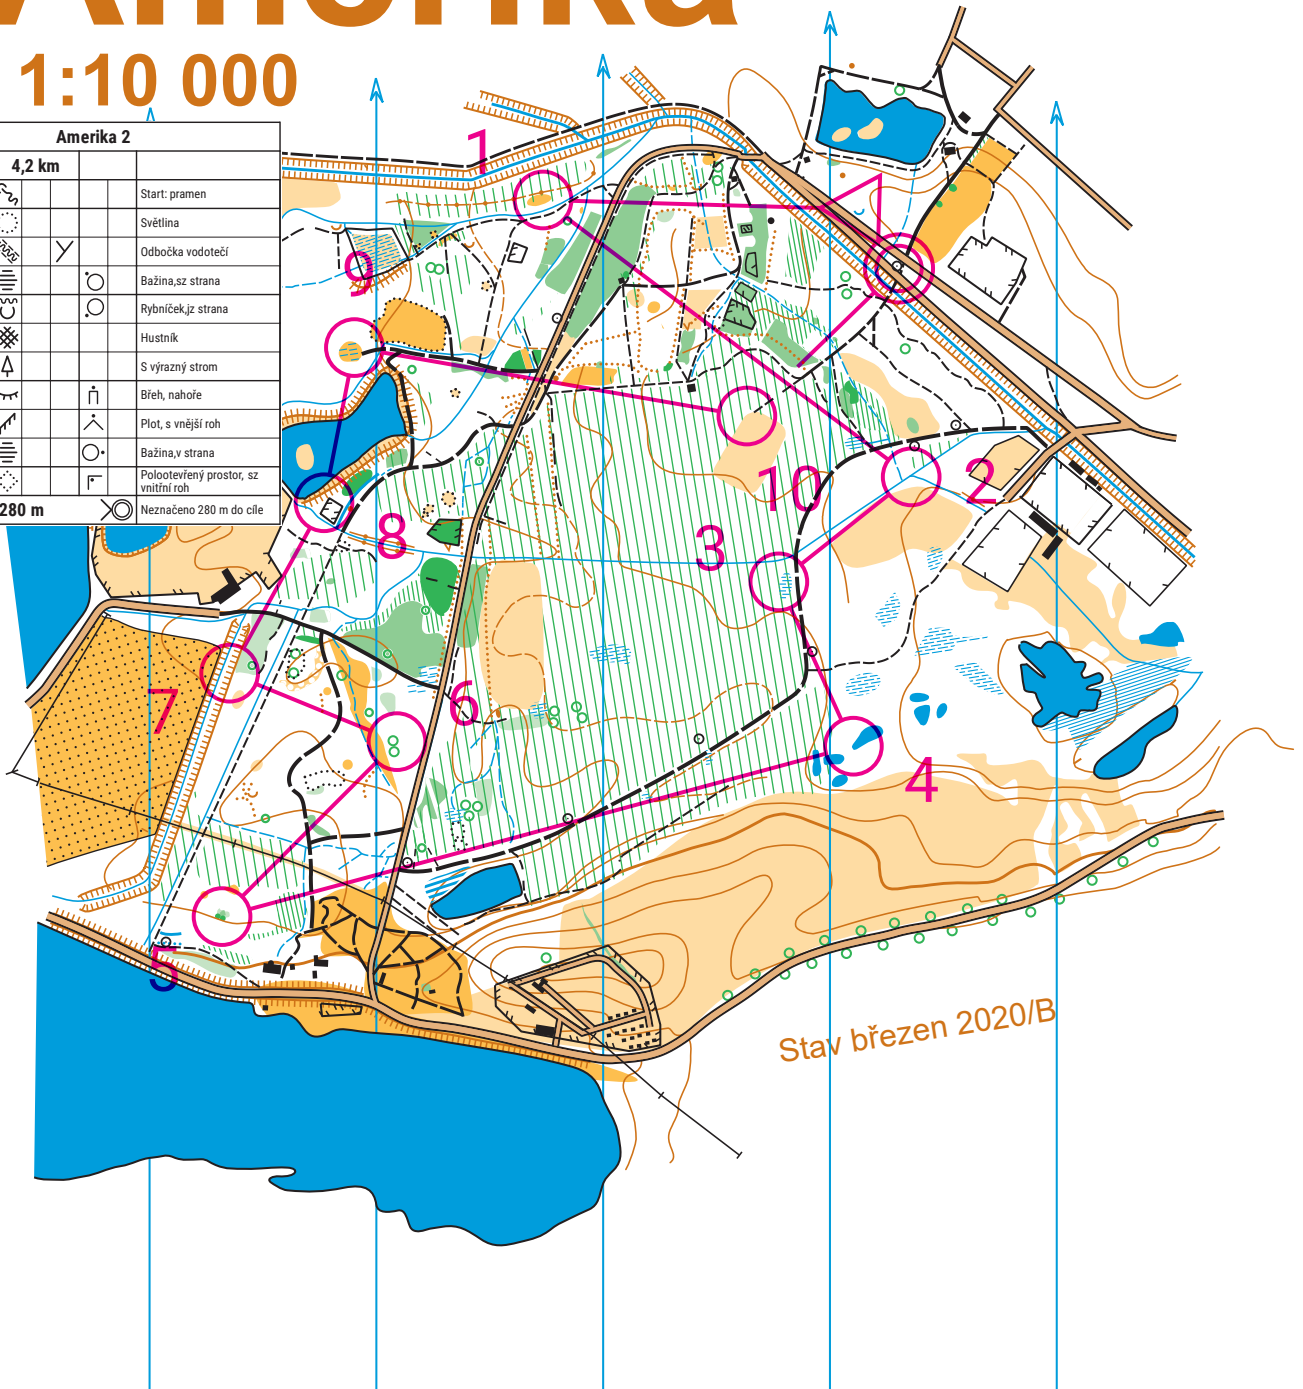 Amerika
1:10 000
Amerika 2
4,2 km
Start: pramen
Světlina
Odbočka vodotečí
Bažina,sz strana
Rybníček,jz strana
Hustník
S výrazný strom
Břeh, nahoře
Plot, s vnější roh
Bažina,v strana
Polootevřený prostor, sz
vnitřní roh
280 m
Neznačeno 280 m do cíle
1
9
2
10
3
8
6
7
4
5
Stav březen 2020/B